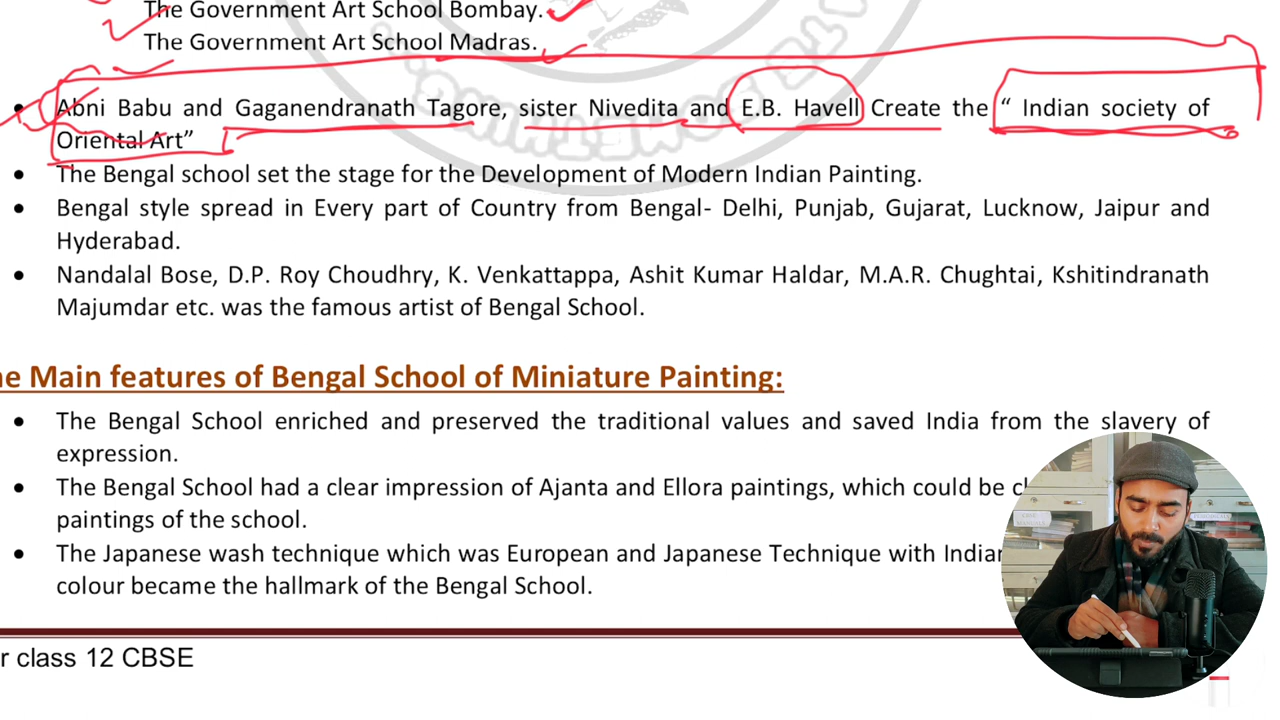 The Government Art School Bombay.
The Government Art School Madras.
• Abni Babu and Gaganendranath Tagore, sister Nivedita and E.B. Havell Create the “ Indian society of
Oriental Art”
• The Bengal school set the stage for the Development of Modern Indian Painting.
• Bengal style spread in Every part of Country from Bengal- Delhi, Punjab, Gujarat, Lucknow, Jaipur and
Hyderabad.
• Nandalal Bose, D.P. Roy Choudhry, K. Venkattappa, Ashit Kumar Haldar, M.A.R. Chughtai, Kshitindranath
Majumdar etc. was the famous artist of Bengal School.
Main features of Bengal School of Miniature Painting:
• The Bengal School enriched and preserved the traditional values and saved India from the slavery of
expression.
• The Bengal School had a clear impression of Ajanta and Ellora paintings, which could be
paintings of the school.
• The Japanese wash technique which was European and Japanese Technique with
colour became the hallmark of the Bengal School.
class 12 CBSE